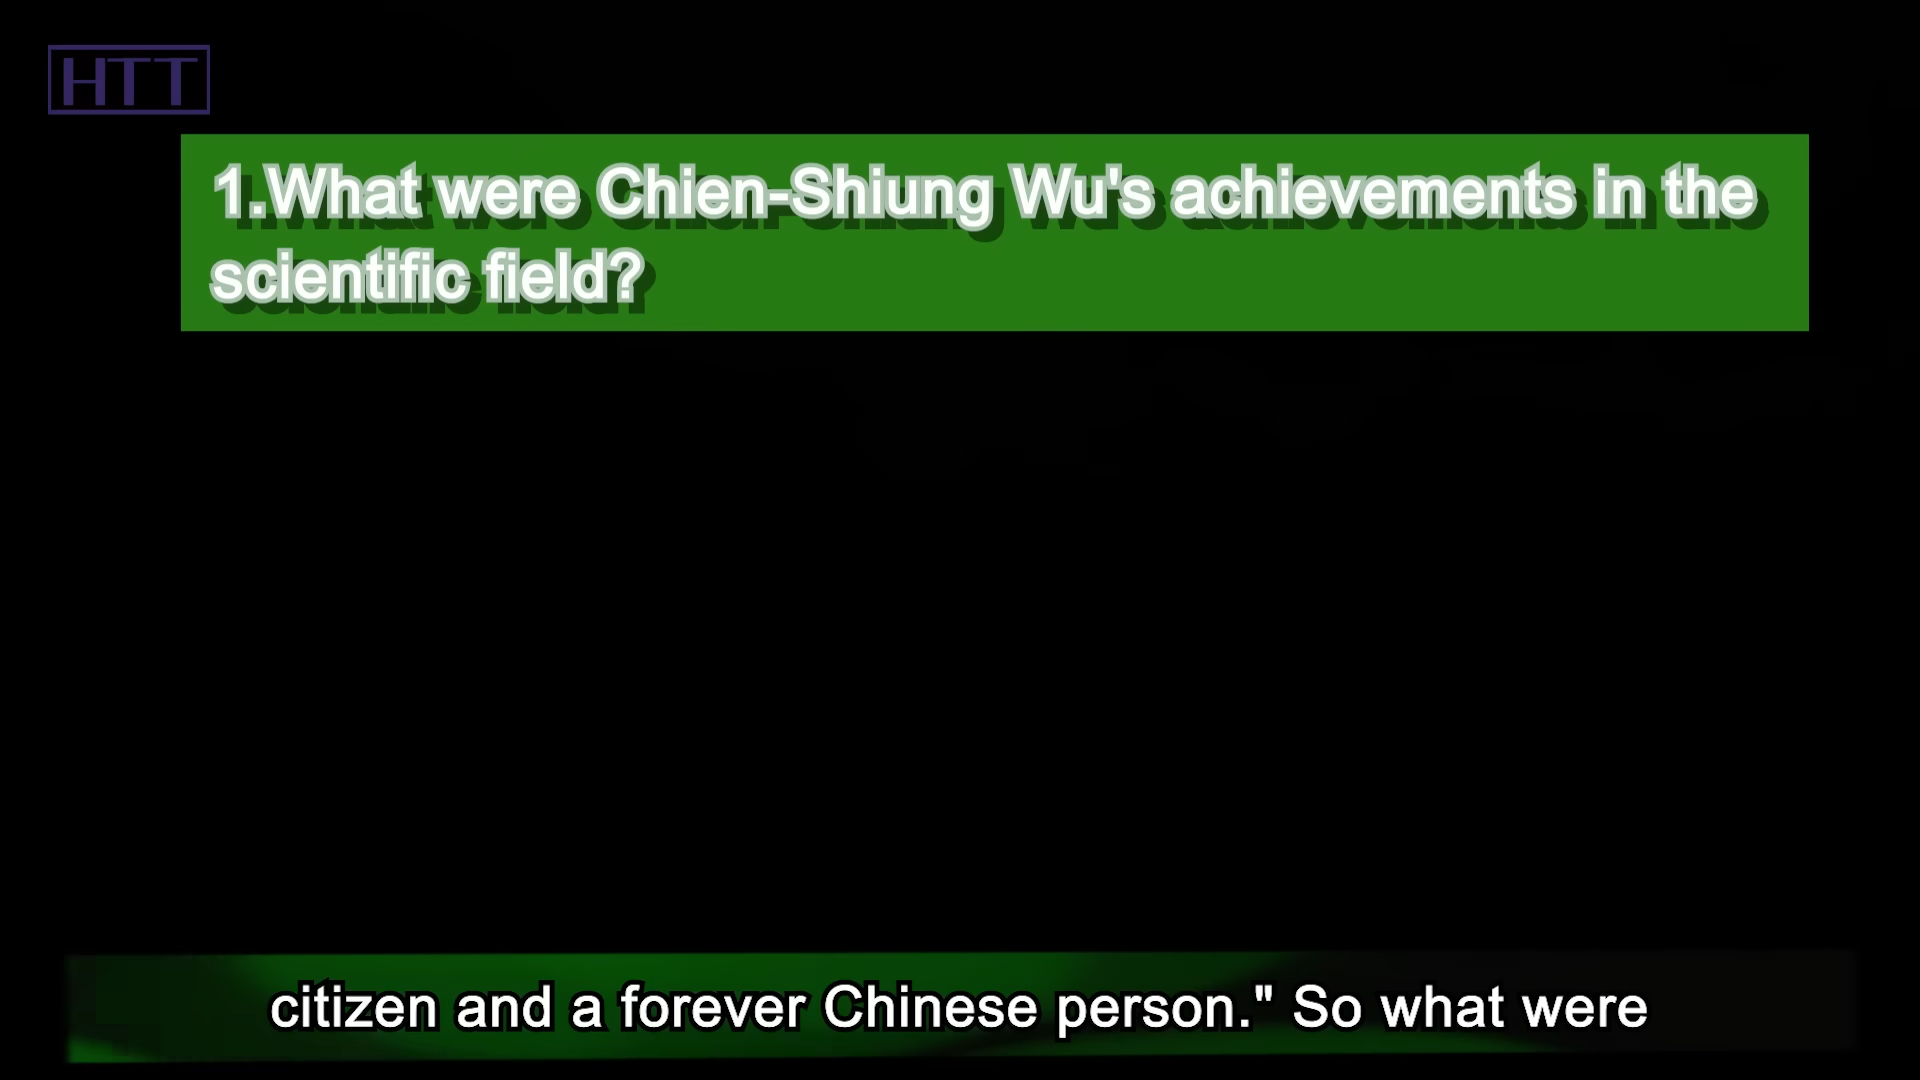 HTT
1.What were Chien-Shiung Wu's achievements in the
scientific field?
citizen and a forever Chinese person." So what were